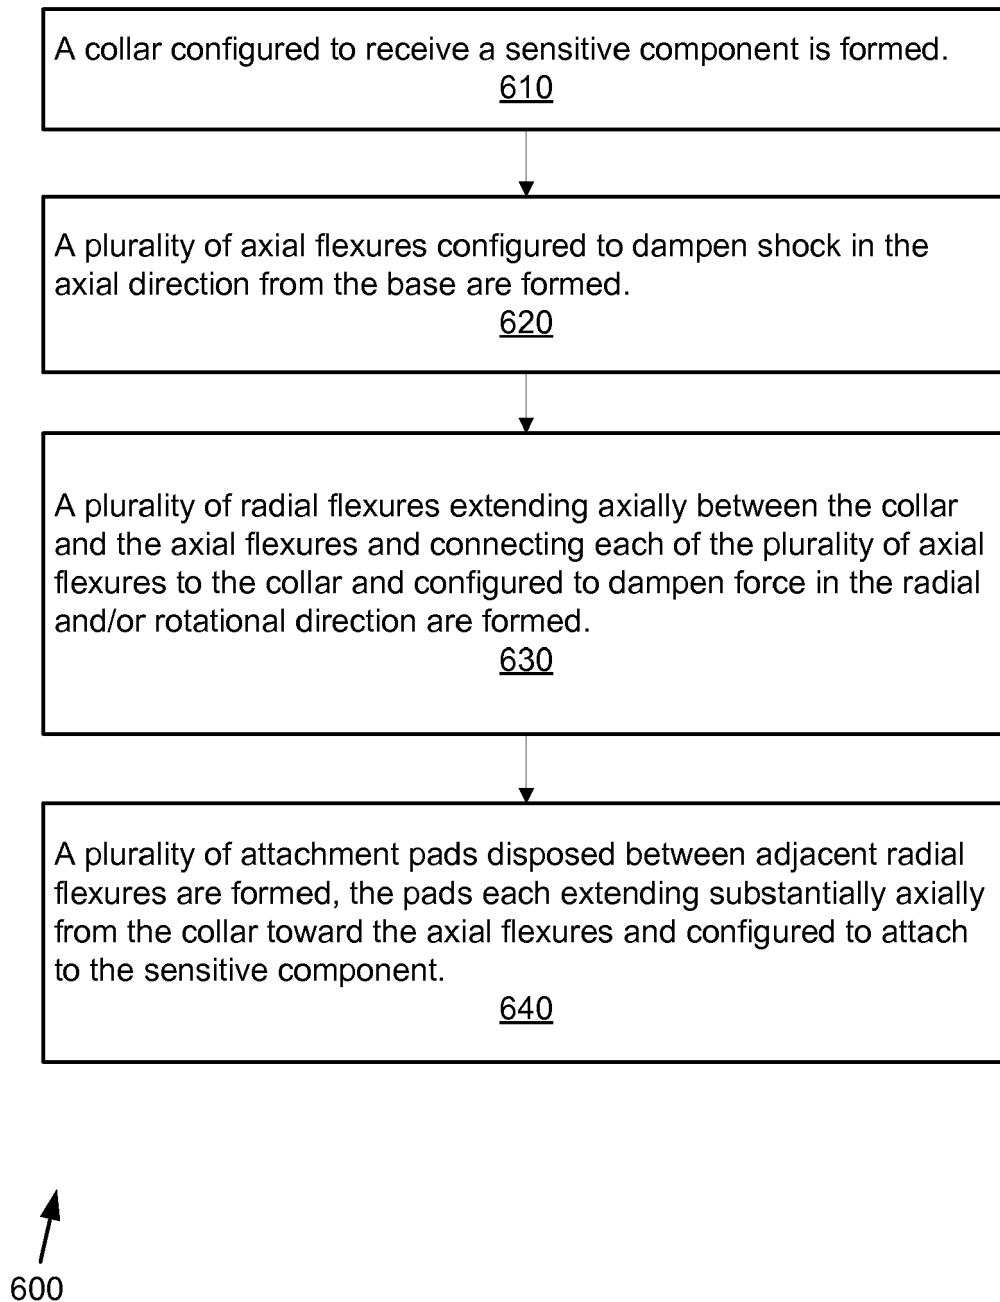 A collar configured to receive a sensitive component is formed.
610
A plurality of axial flexures configured to dampen shock in the
axial direction from the base are formed.
620
A plurality of radial flexures extending axially between the collar
and the axial flexures and connecting each of the plurality of axial
flexures to the collar and configured to dampen force in the radial
and/or rotational direction are formed.
630
A plurality of attachment pads disposed between adjacent radial
flexures are formed, the pads each extending substantially axially
from the collar toward the axial flexures and configured to attach
to the sensitive component.
640
600